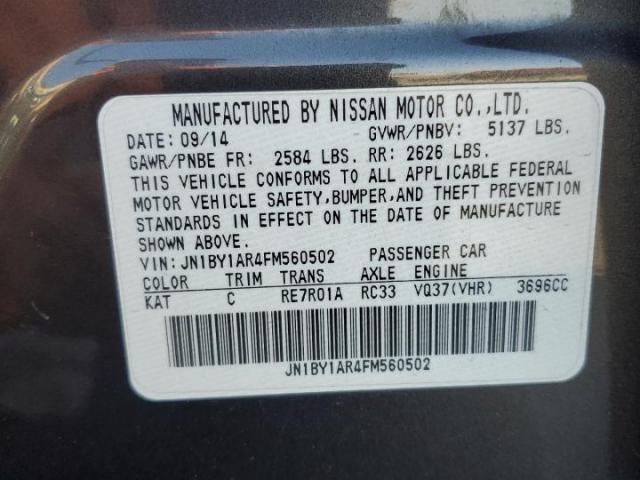 MANUFACTURED BY NISSAN MOTOR CO.,LTD.
DATE: 09/14 GVWR/PNBV: 5137 LBS.
GAWR/PNBE FR: 2584 LBS. RR: 2626 LBS.
THIS VEHICLE CONFORMS TO ALL APPLICABLE FEDERAL
MOTOR VEHICLE SAFETY,BUMPER,AND THEFT PREVENTION
STANDARDS IN EFFECT ON THE DATE OF MANUFACTURE
SHOWN ABOVE.
VIN: JN1BY1AR4FM560502 PASSENGER CAR
COLOR TRIM TRANS AXLE ENGINE
KAT C RE7R01A RC33 VQ37(VHR) 3696CC
JN1BY1AR4FM560502